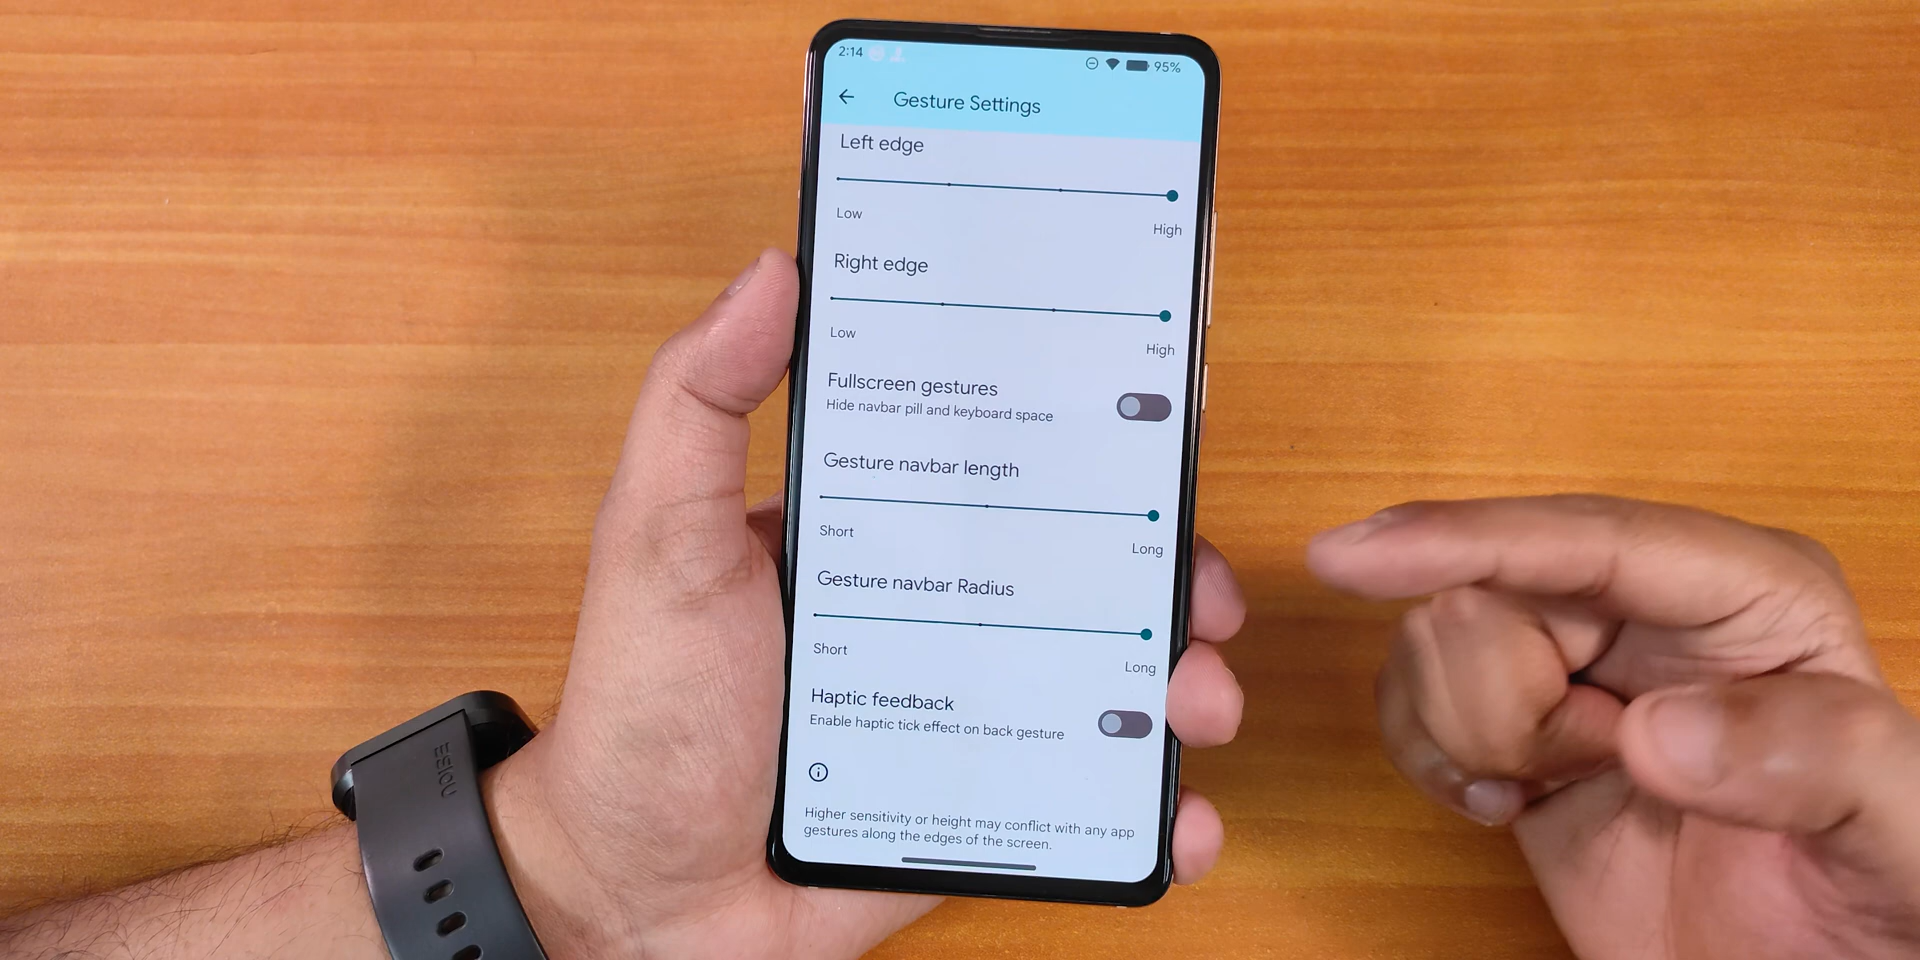 2:14
95%
Gesture Settings
Left edge
Low
High
Right edge
Low
High
Fullscreen gestures
Hide navbar pill and keyboard space
Gesture navbar length
Short
Long
Gesture navbar Radius
Short
Long
Haptic feedback
Enable haptic tick effect on back gesture
Higher sensitivity or height may conflict with any app
gestures along the edges of the screen.
NOISE